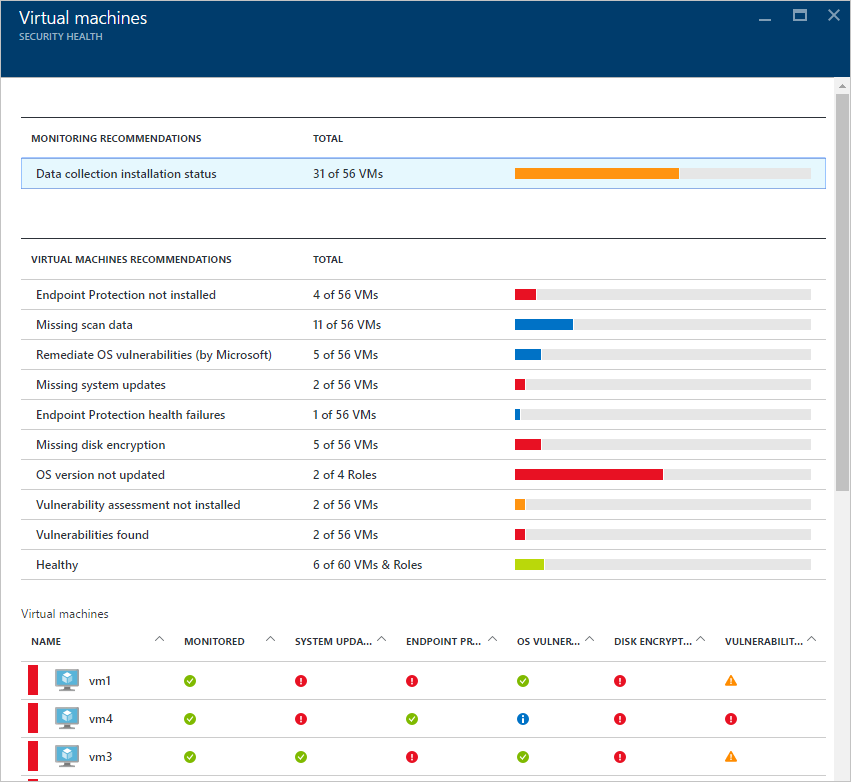 Virtual machines
SECURITY HEALTH
MONITORING RECOMMENDATIONS TOTAL
Data collection installation status 31 of 56 VMs
VIRTUAL MACHINES RECOMMENDATIONS TOTAL
Endpoint Protection not installed 4 of 56 VMs
Missing scan data 11 of 56 VMs
Remediate OS vulnerabilities (by Microsoft) 5 of 56 VMs
Missing system updates 2 of 56 VMs
Endpoint Protection health failures 1 of 56 VMs
Missing disk encryption 5 of 56 VMs
OS version not updated 2 of 4 Roles
Vulnerability assessment not installed 2 of 56 VMs
Vulnerabilities found 2 of 56 VMs
Healthy 6 of 60 VMs & Roles
Virtual machines
NAME MONITORED SYSTEM UPDA... ENDPOINT PR... OS VULNER... DISK ENCRYPT... VULNERABILIT...
vm1
vm4
vm3